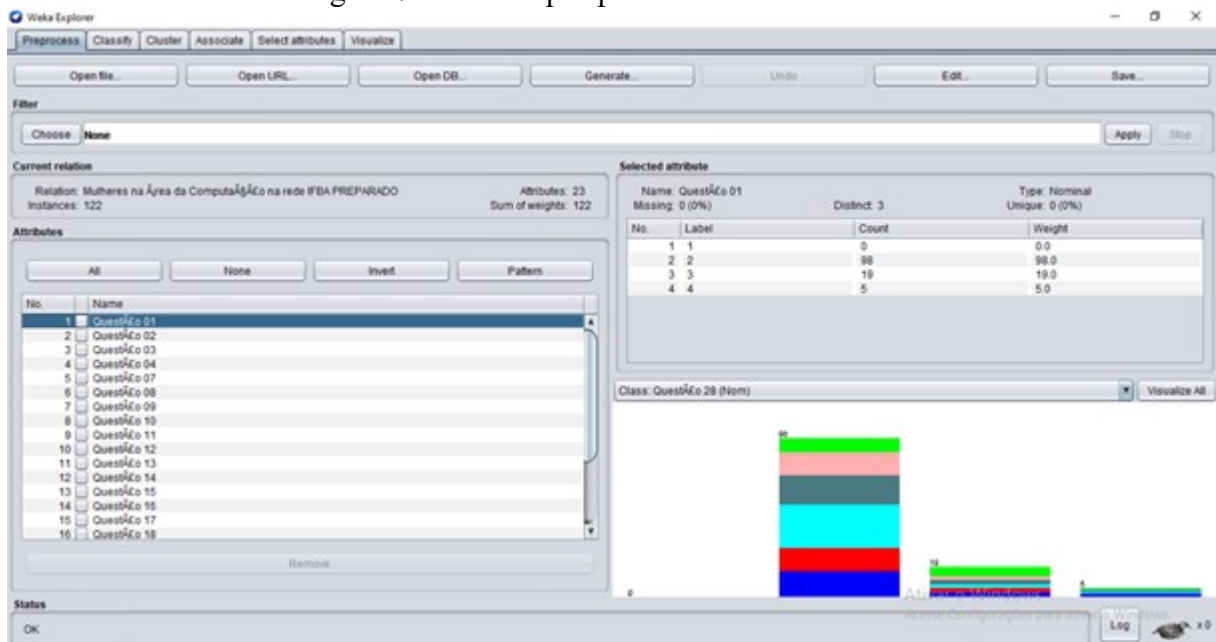 Weka Explorer
Preprocess Classify Cluster Associate Select attributes Visualize
Open file... Open URL... Open DB... Generate... Undo Edit... Save...
Filter
Choose None Apply Stop
Current relation
Relation: Mulheres na Ã�rea da ComputaÃ§Ã£o na rede IFBA PREPARADO Attributes: 23
Instances: 122 Sum of weights: 122
Selected attribute
Name: QuestÃ£o 01 Type: Nominal
Missing: 0 (0%) Distinct: 3 Unique: 0 (0%)
No. Label Count Weight
1 1 0 0.0
2 2 98 98.0
3 3 19 19.0
4 4 5 5.0
Attributes
All None Invert Pattern
No. Name
1 QuestÃ£o 01
2 QuestÃ£o 02
3 QuestÃ£o 03
4 QuestÃ£o 04
5 QuestÃ£o 07
6 QuestÃ£o 08
7 QuestÃ£o 09
8 QuestÃ£o 10
9 QuestÃ£o 11
10 QuestÃ£o 12
11 QuestÃ£o 13
12 QuestÃ£o 14
13 QuestÃ£o 15
14 QuestÃ£o 16
15 QuestÃ£o 17
16 QuestÃ£o 18
Remove
Class: QuestÃ£o 28 (Nom) Visualize All
0 98 19 5
Ativar o Windows
Acesse Configurações para ativar o Windows.
Status
OK Log x 0